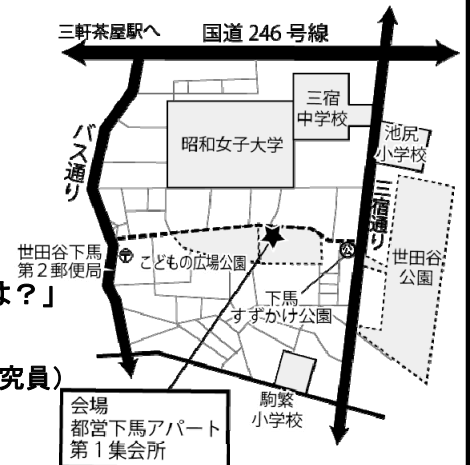 三軒茶屋駅へ
国道 246 号線
三宿
中学校
昭和女子大学
池尻
小学校
バス通り
三宿通り
世田谷
公園
世田谷下馬
第2郵便局
〒
こどもの広場公園
公
下馬
すずかけ公園
は？」
究員）
駒繁
小学校
会場
都営下馬アパート
第1集会所